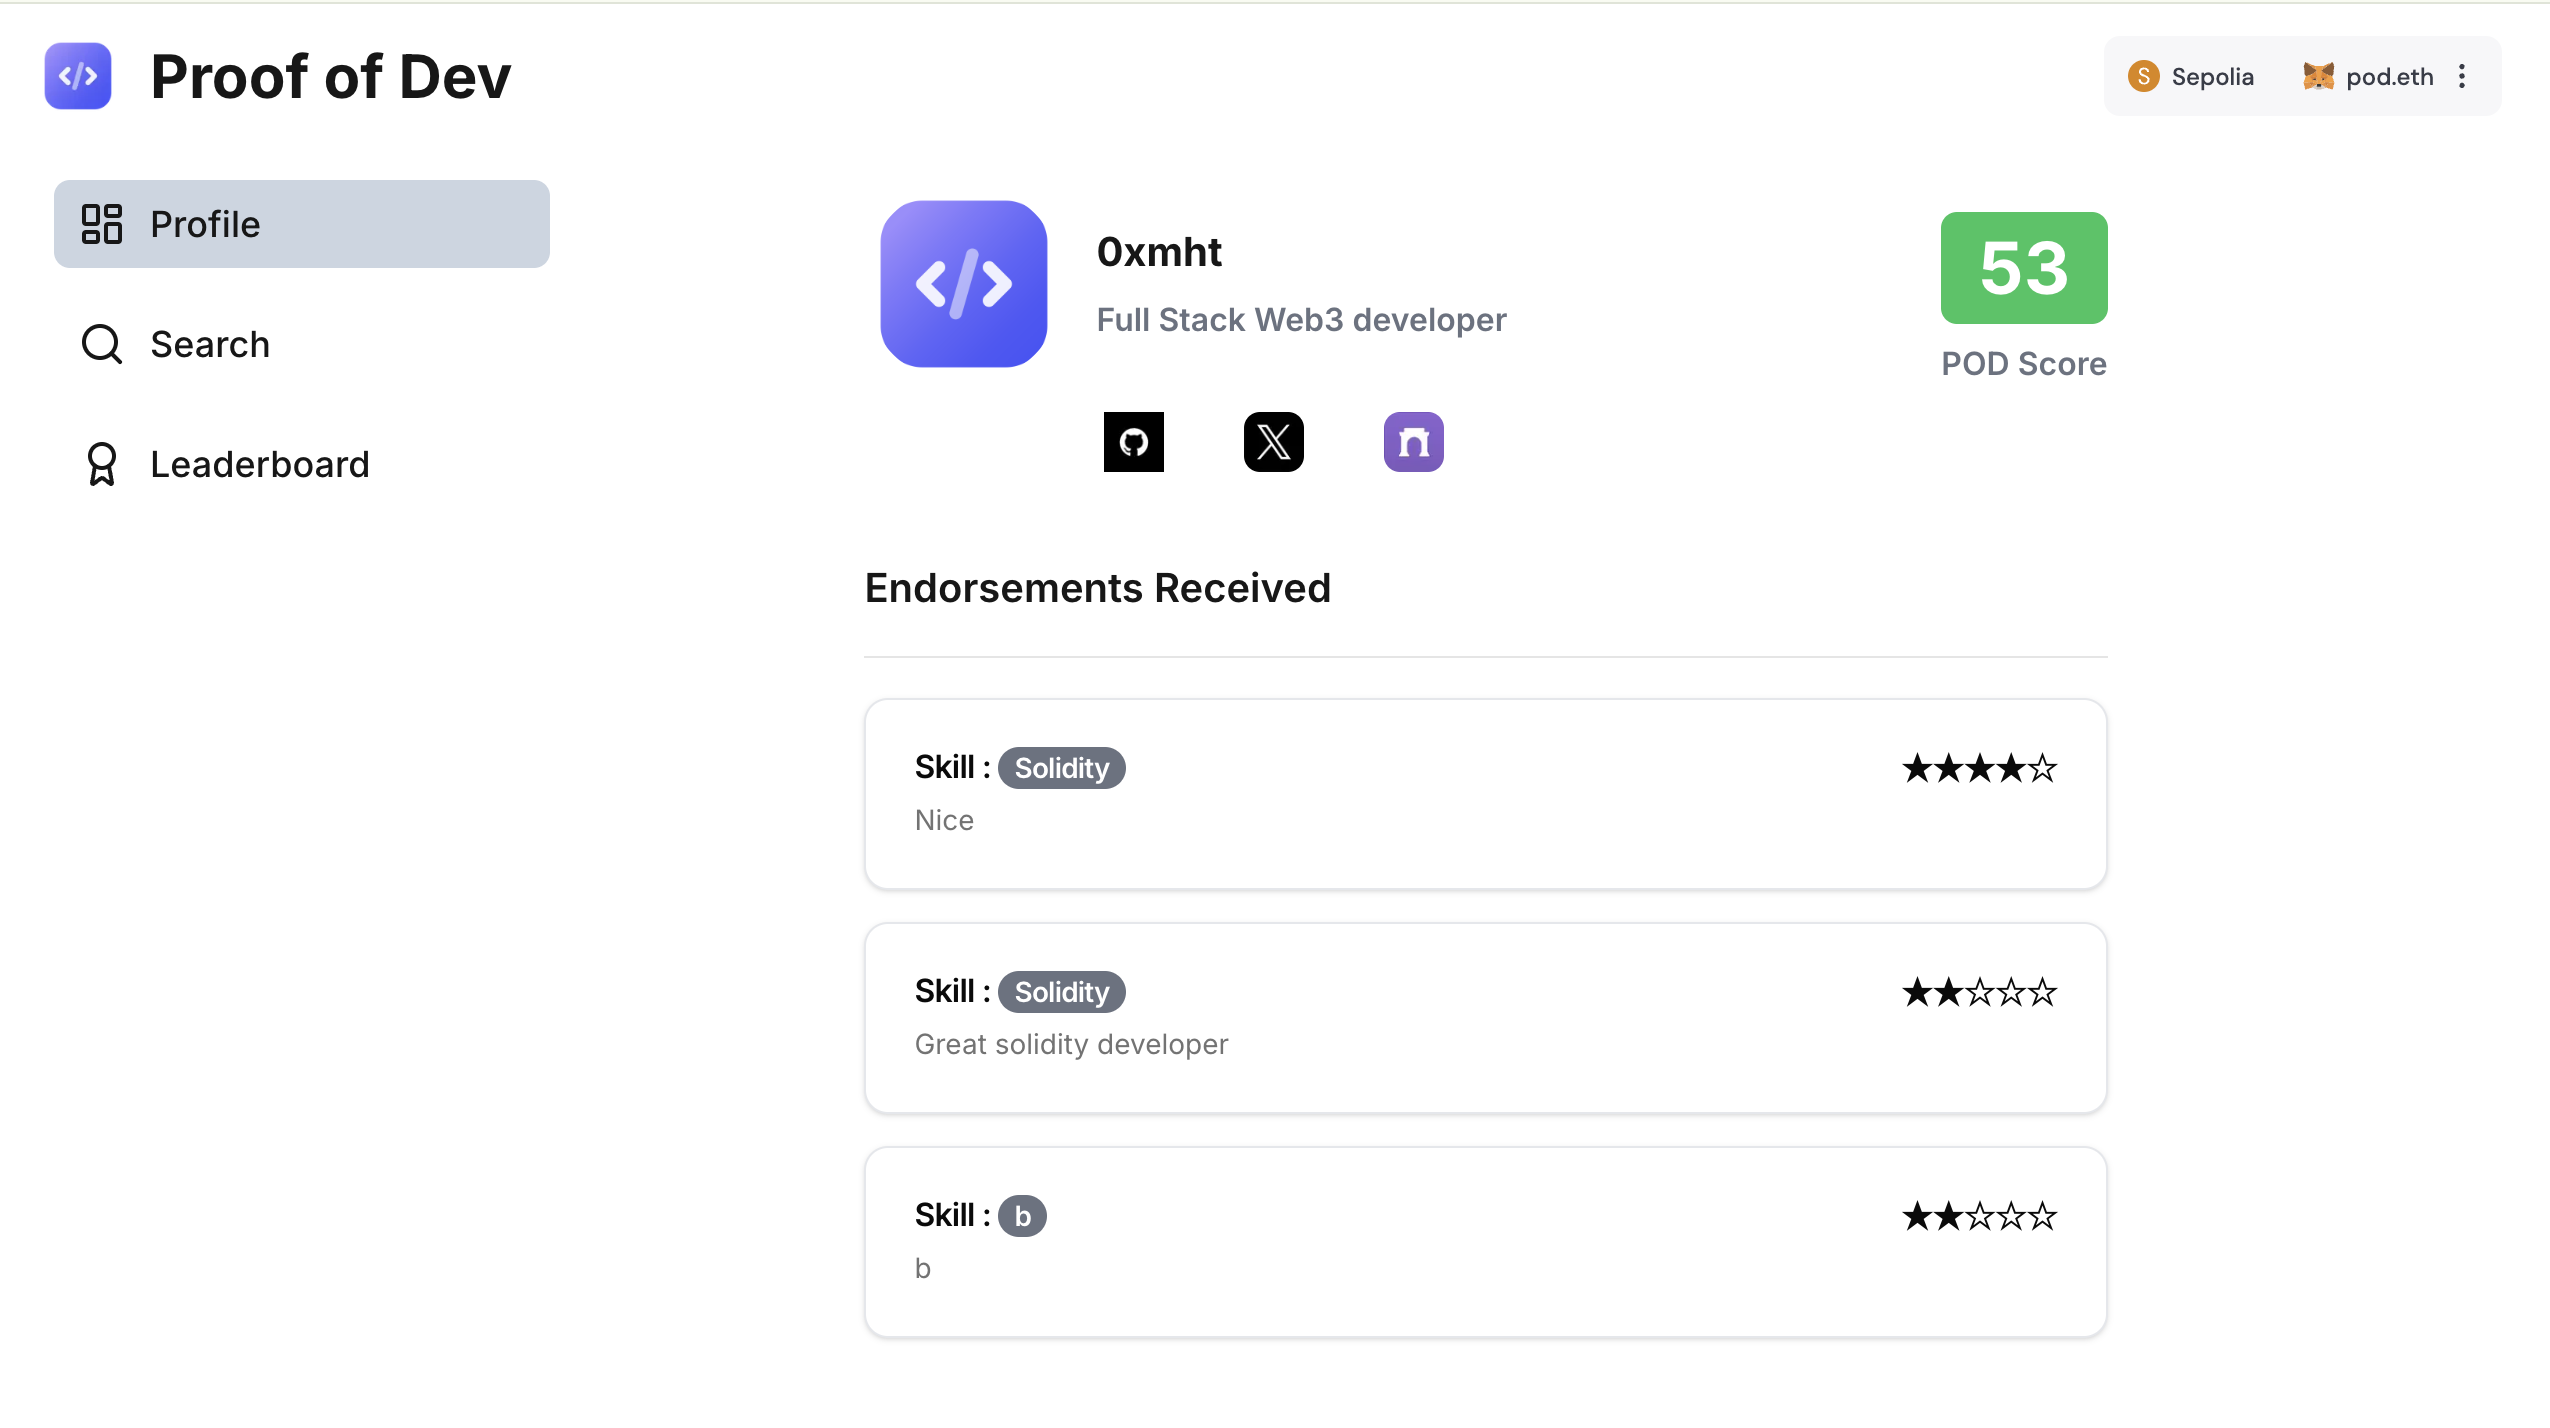 Proof of Dev
Sepolia
pod.eth
Profile
Search
Leaderboard
0xmht
Full Stack Web3 developer
53
POD Score
Endorsements Received
Skill : Solidity
★★★★☆
Nice
Skill : Solidity
★★☆☆☆
Great solidity developer
Skill : b
★★☆☆☆
b